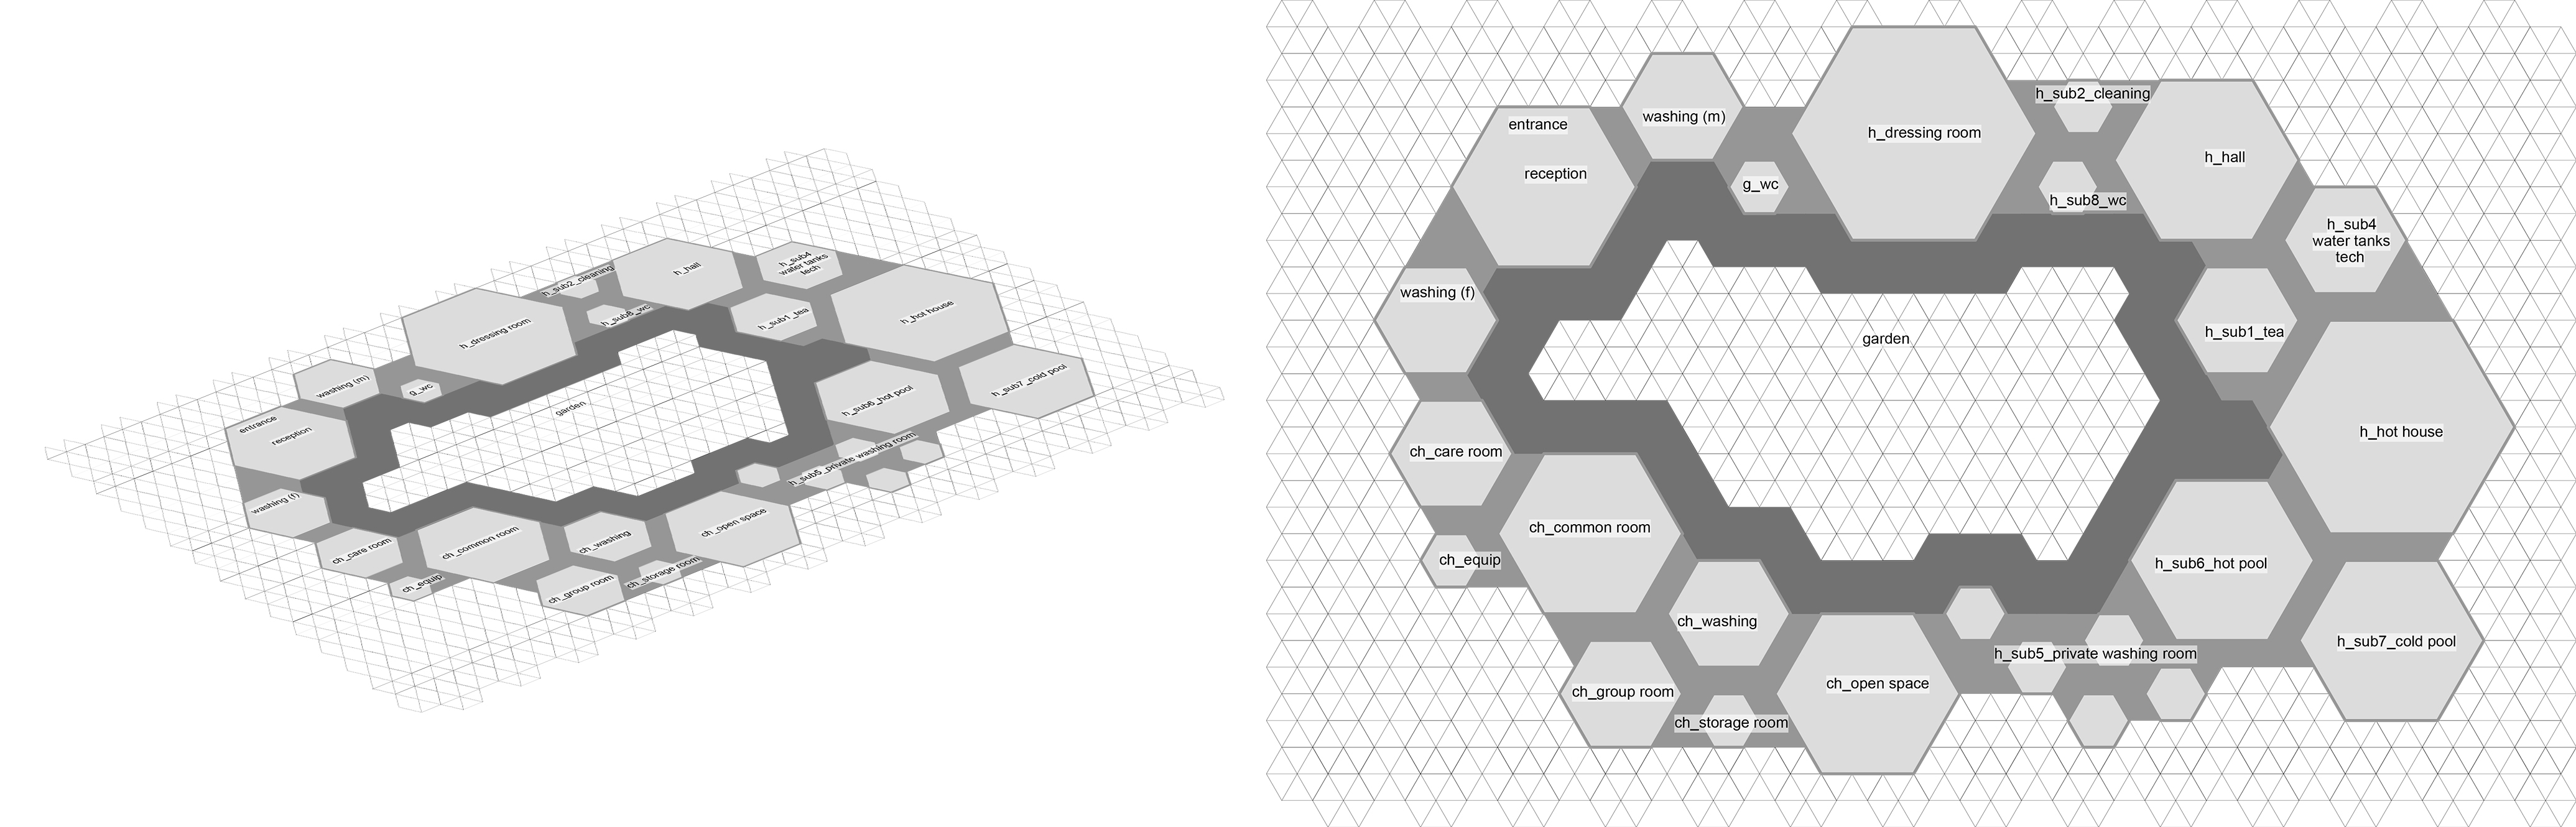 h_sub2_cleaning
h_hall
h_sub4
water tanks
tech
h_dressing room
h_sub8_wc
h_sub1_tea
h_hot house
washing (m)
g_wc
entrance
reception
garden
h_sub6_hot pool
h_sub7_cold pool
h_sub5_private washing room
washing (f)
ch_care room
ch_common room
ch_washing
ch_open space
ch_equip
ch_group room
ch_storage room
h_sub2_cleaning
entrance
washing (m)
h_dressing room
h_hall
reception
g_wc
h_sub8_wc
h_sub4
water tanks
tech
washing (f)
garden
h_sub1_tea
ch_care room
h_hot house
ch_common room
ch_equip
h_sub6_hot pool
ch_washing
h_sub5_private washing room
h_sub7_cold pool
ch_group room
ch_open space
ch_storage room